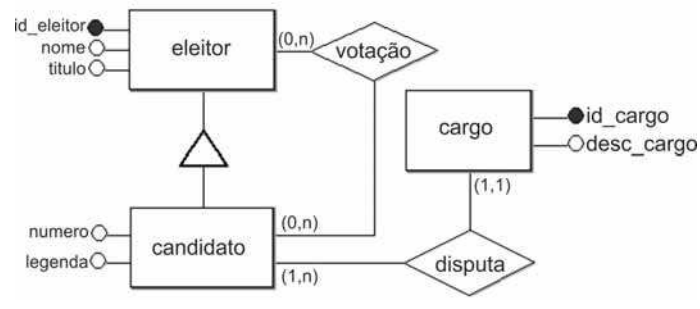 id_eleitor
nome
titulo
eleitor
(0,n)
votação
cargo
id_cargo
desc_cargo
(1,1)
numero
legenda
candidato
(0,n)
(1,n)
disputa